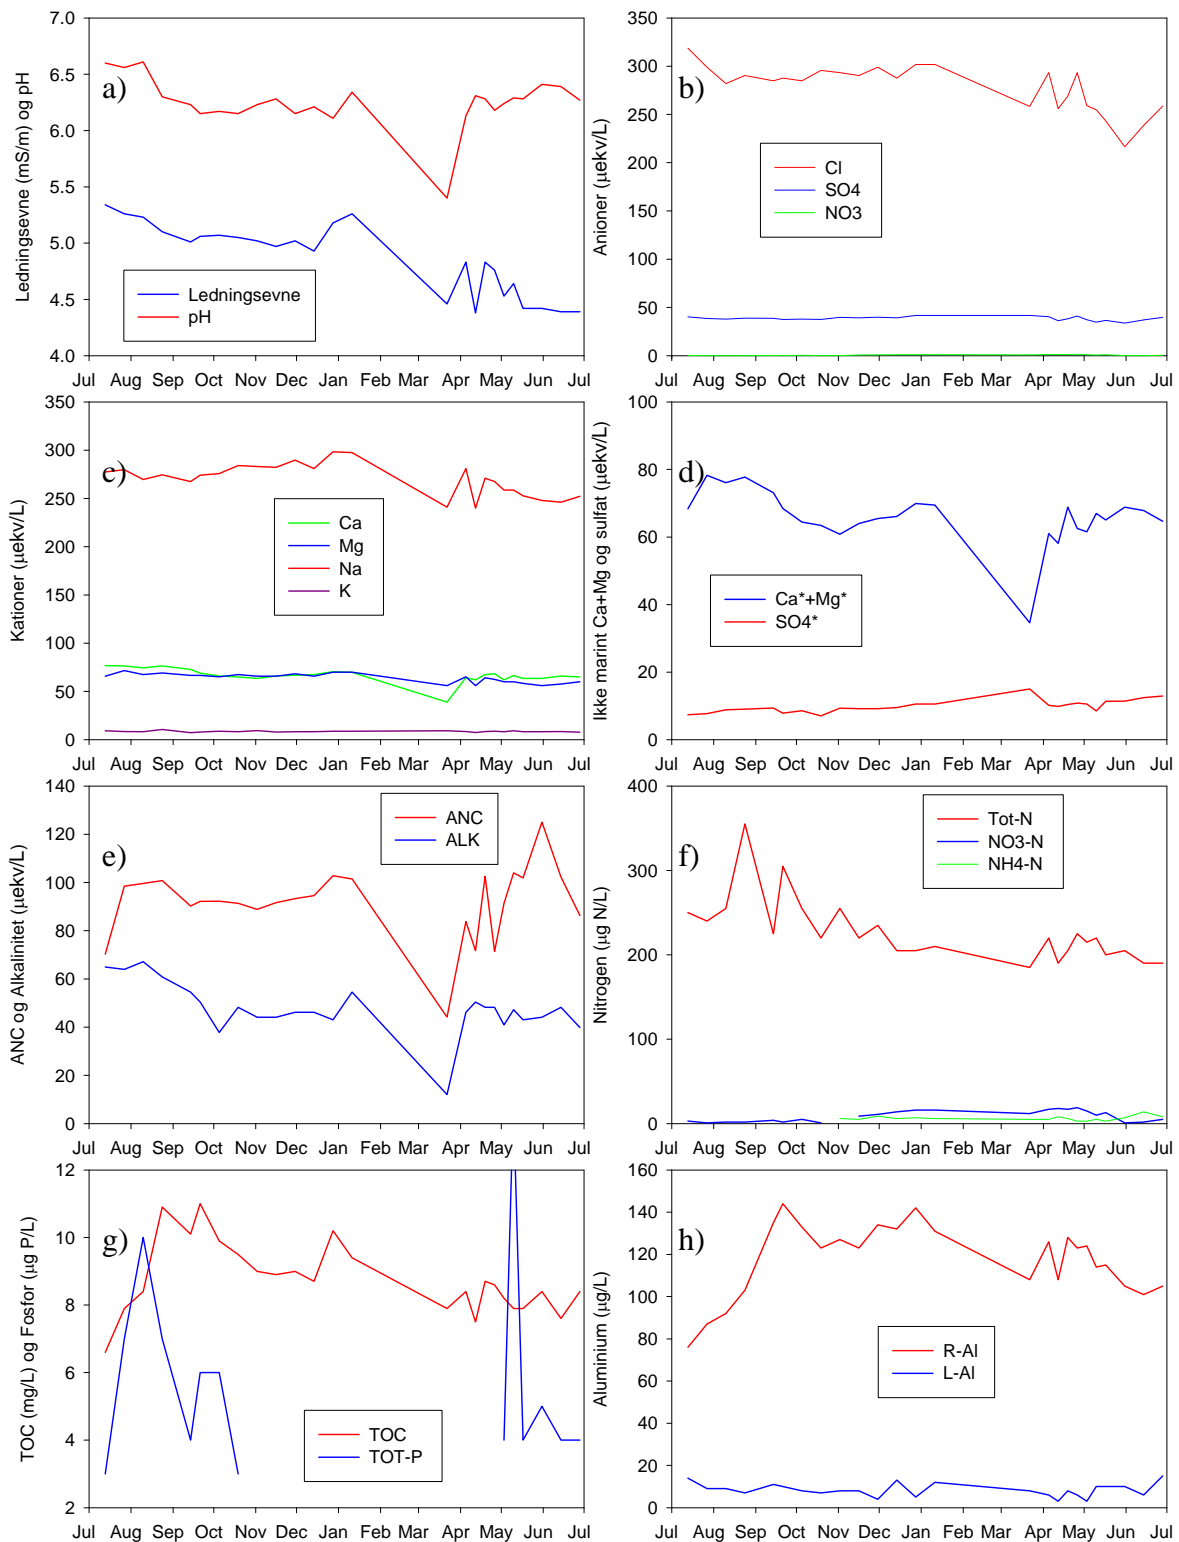 7.0
6.5
6.0
5.5
5.0
4.5
4.0
Ledningsevne (mS/m) og pH
a)
Ledningsevne
pH
Jul Aug Sep Oct Nov Dec Jan Feb Mar Apr May Jun Jul
350
300
250
200
150
100
50
0
Anioner (µekv/L)
b)
Cl
SO4
NO3
Jul Aug Sep Oct Nov Dec Jan Feb Mar Apr May Jun Jul
350
300
250
200
150
100
50
0
Kationer (µekv/L)
c)
Ca
Mg
Na
K
Jul Aug Sep Oct Nov Dec Jan Feb Mar Apr May Jun Jul
100
80
60
40
20
0
Ikke marint Ca+Mg og sulfat (µekv/L)
d)
Ca*+Mg*
SO4*
Jul Aug Sep Oct Nov Dec Jan Feb Mar Apr May Jun Jul
140
120
100
80
60
40
20
0
ANC og Alkalinitet (µekv/L)
e)
ANC
ALK
Jul Aug Sep Oct Nov Dec Jan Feb Mar Apr May Jun Jul
400
300
200
100
0
Nitrogen (µg N/L)
f)
Tot-N
NO3-N
NH4-N
Jul Aug Sep Oct Nov Dec Jan Feb Mar Apr May Jun Jul
12
10
8
6
4
2
TOC (mg/L) og Fosfor (µg P/L)
g)
TOC
TOT-P
Jul Aug Sep Oct Nov Dec Jan Feb Mar Apr May Jun Jul
160
140
120
100
80
60
40
20
0
Aluminium (µg/L)
h)
R-Al
L-Al
Jul Aug Sep Oct Nov Dec Jan Feb Mar Apr May Jun Jul